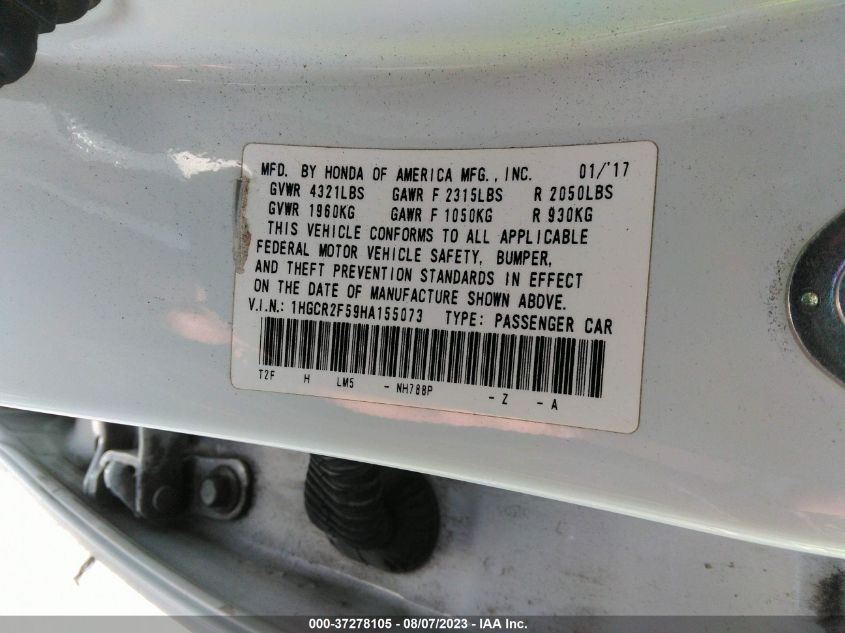 MFD. BY HONDA OF AMERICA MFG., INC. 01/'17
GVWR 4321LBS GAWR F 2315LBS R 2050LBS
GVWR 1960KG GAWR F 1050KG R 930KG
THIS VEHICLE CONFORMS TO ALL APPLICABLE
FEDERAL MOTOR VEHICLE SAFETY, BUMPER,
AND THEFT PREVENTION STANDARDS IN EFFECT
ON THE DATE OF MANUFACTURE SHOWN ABOVE.
V.I.N.: 1HGCR2F59HA155073 TYPE: PASSENGER CAR
T2F H LM5 - NH788P - Z - A
000-37278105 - 08/07/2023 - IAA Inc.